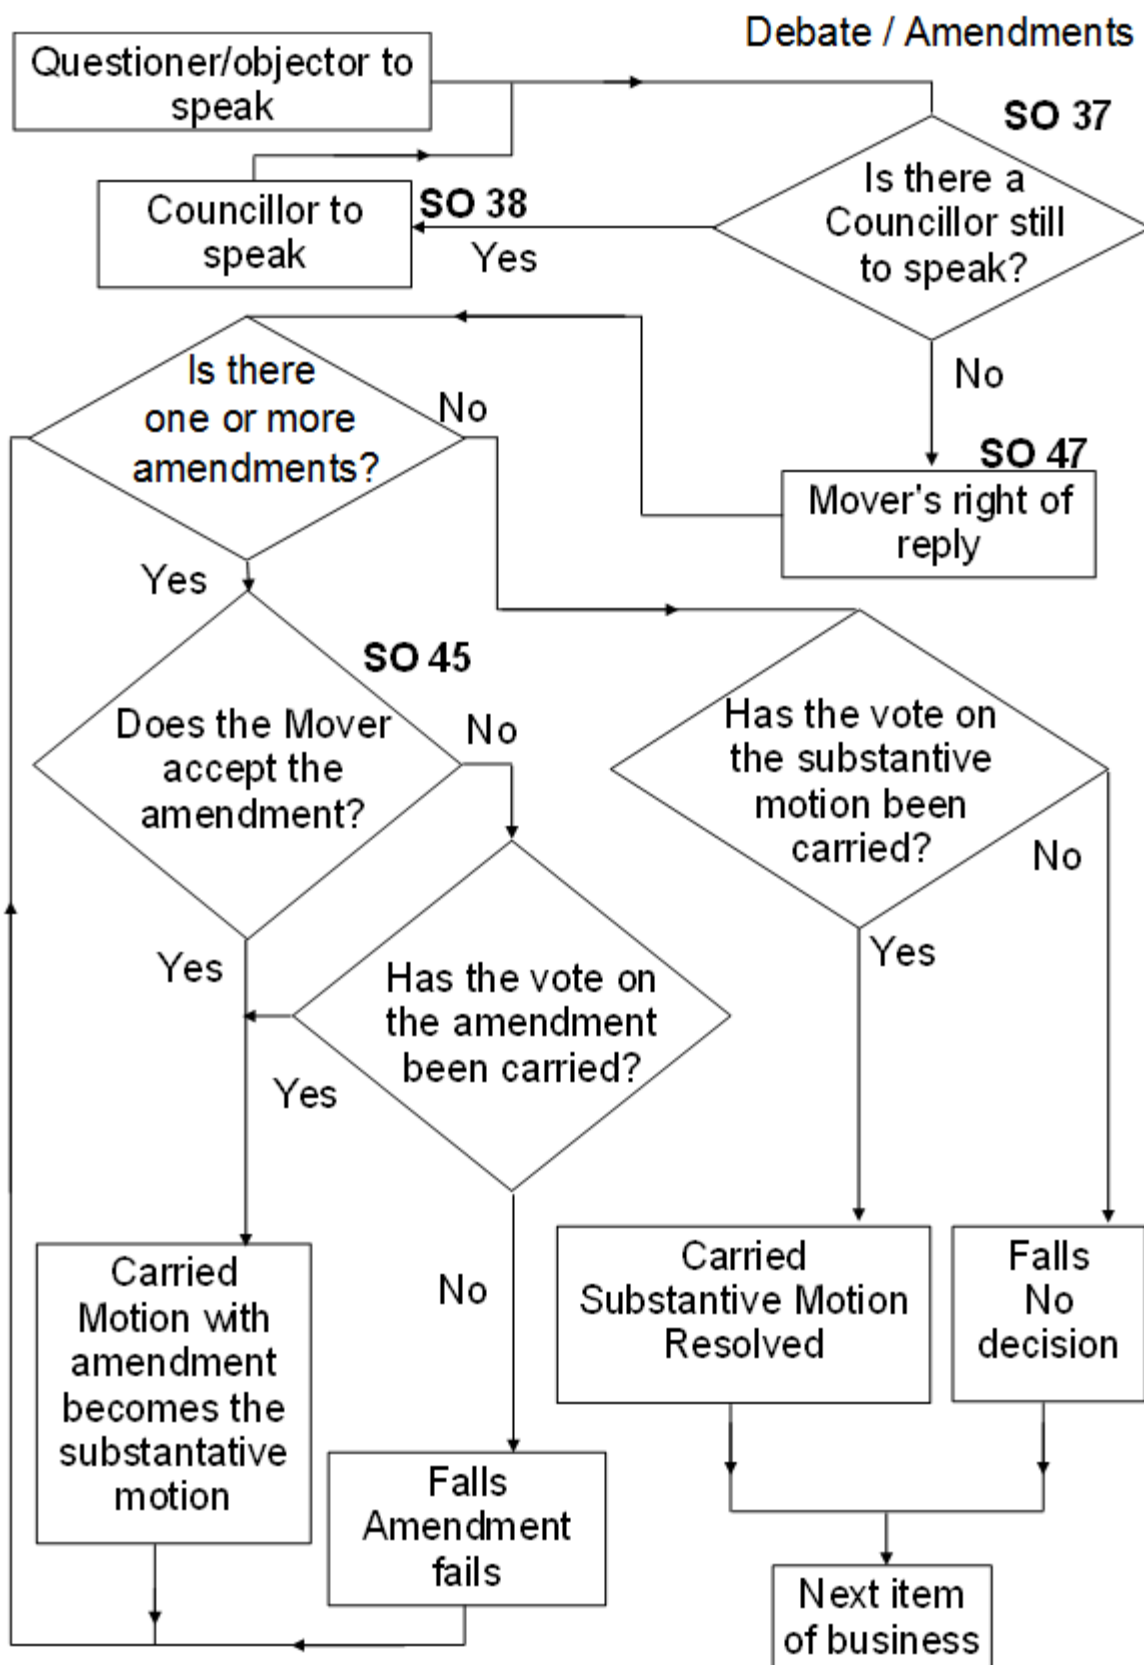 Debate / Amendments
Questioner/objector to
speak
SO 37
Is there a
Councillor still
to speak?
SO 38
Councillor to
speak
Yes
No
SO 47
Mover's right of
reply
Is there
one or more
amendments?
No
Yes
SO 45
Does the Mover
accept the
amendment?
No
Yes
Has the vote on
the substantive
motion been
carried?
No
Yes
Has the vote on
the amendment
been carried?
Yes
No
Carried
Motion with
amendment
becomes the
substantative
motion
Falls
Amendment
fails
Carried
Substantive Motion
Resolved
Falls
No
decision
Next item
of business